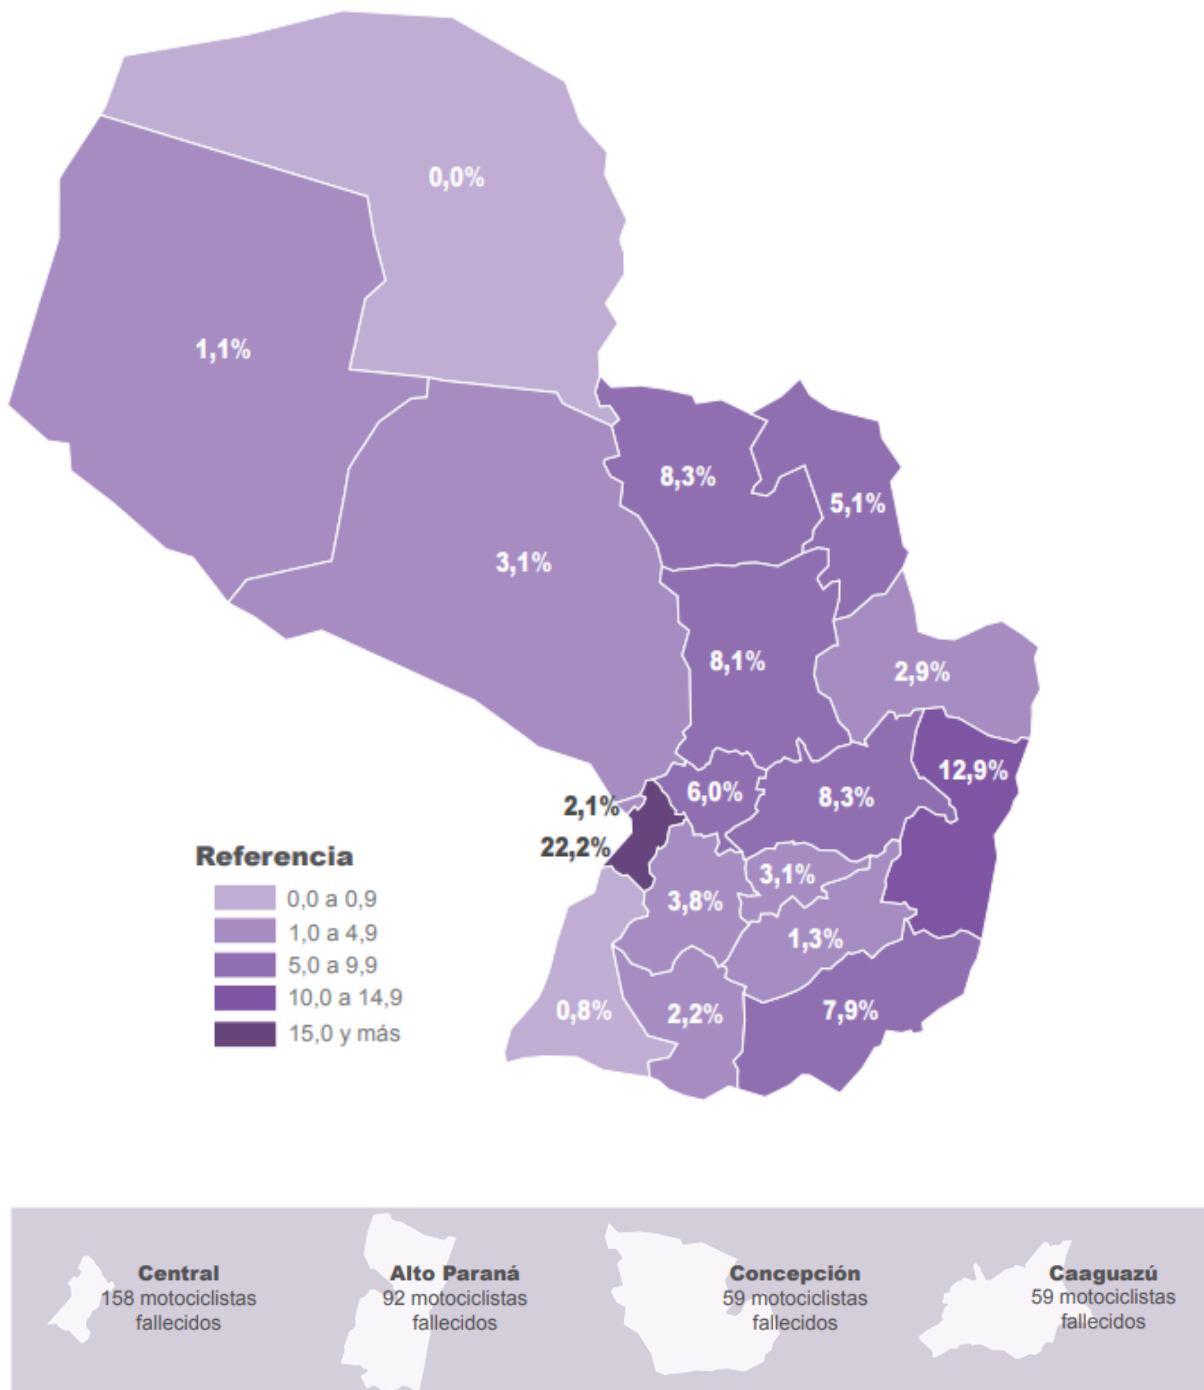 0,0%
1,1%
8,3%
5,1%
3,1%
8,1%
2,9%
12,9%
6,0%
8,3%
2,1%
22,2%
3,1%
3,8%
1,3%
0,8%
2,2%
7,9%
Referencia
0,0 a 0,9
1,0 a 4,9
5,0 a 9,9
10,0 a 14,9
15,0 y más
Central
158 motociclistas
fallecidos
Alto Paraná
92 motociclistas
fallecidos
Concepción
59 motociclistas
fallecidos
Caaguazú
59 motociclistas
fallecidos